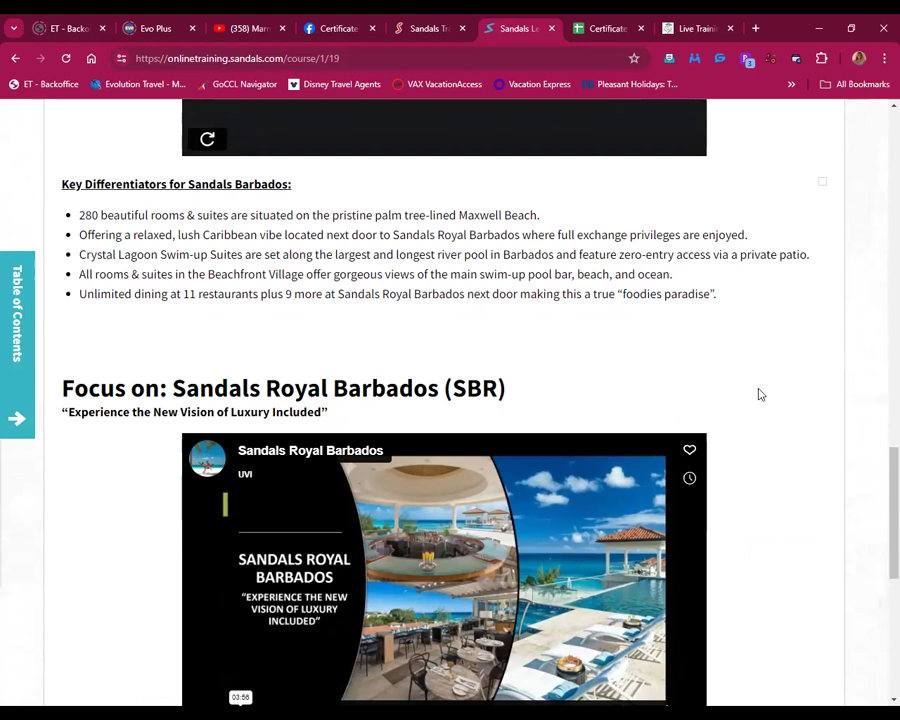 ET - Backo
Evo Plus
(358) Marr
Certificate
Sandals Tr
Sandals Le
Certificate
Live Trainin
https://onlinetraining.sandals.com/course/1/19
ET - Backoffice
Evolution Travel - M...
GoCCL Navigator
Disney Travel Agents
VAX VacationAccess
Vacation Express
Pleasant Holidays: T...
»
All Bookmarks
Key Differentiators for Sandals Barbados:
• 280 beautiful rooms & suites are situated on the pristine palm tree-lined Maxwell Beach.
• Offering a relaxed, lush Caribbean vibe located next door to Sandals Royal Barbados where full exchange privileges are enjoyed.
• Crystal Lagoon Swim-up Suites are set along the largest and longest river pool in Barbados and feature zero-entry access via a private patio.
• All rooms & suites in the Beachfront Village offer gorgeous views of the main swim-up pool bar, beach, and ocean.
• Unlimited dining at 11 restaurants plus 9 more at Sandals Royal Barbados next door making this a true “foodies paradise”.
Table of Contents
Focus on: Sandals Royal Barbados (SBR)
“Experience the New Vision of Luxury Included”
Sandals Royal Barbados
UVI
SANDALS ROYAL
BARBADOS
“EXPERIENCE THE NEW
VISION OF LUXURY
INCLUDED”
03:56